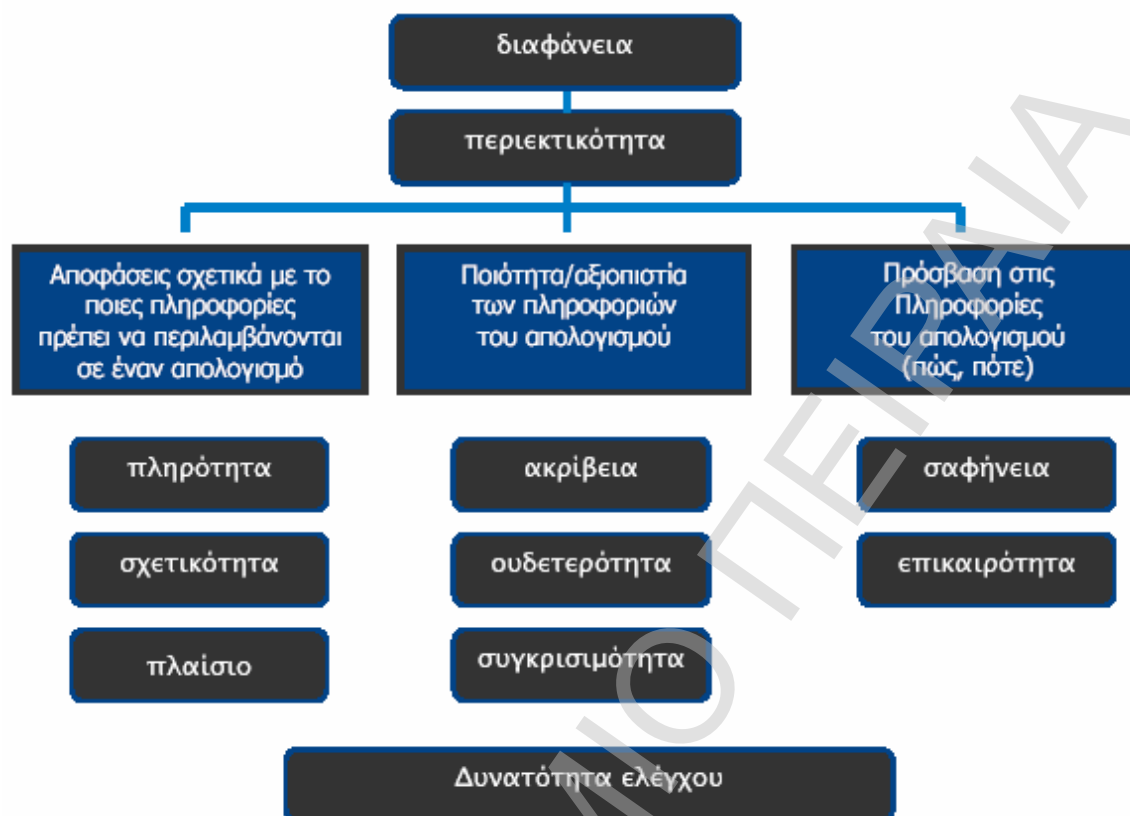 διαφάνεια
περιεκτικότητα
Αποφάσεις σχετικά με το
ποιες πληροφορίες
πρέπει να περιλαμβάνονται
σε έναν απολογισμό
Ποιότητα/αξιοπιστία
των πληροφοριών
του απολογισμού
Πρόσβαση στις
Πληροφορίες
του απολογισμού
(πώς, πότε)
πληρότητα
ακρίβεια
σαφήνεια
σχετικότητα
ουδετερότητα
επικαιρότητα
πλαίσιο
συγκρισιμότητα
Δυνατότητα ελέγχου
ΠΕΙΡΑΙΑ